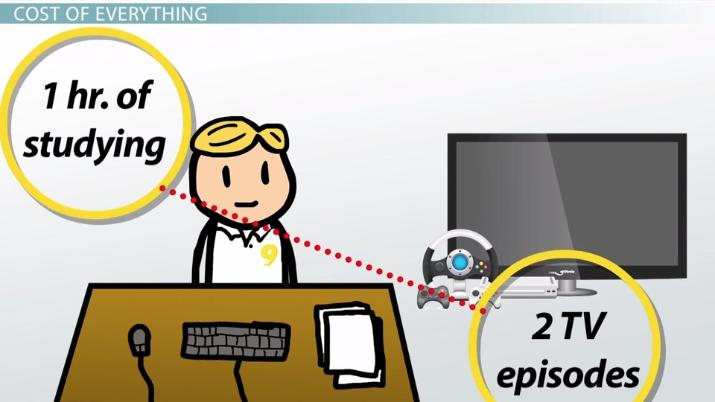 COST OF EVERYTHING
1 hr. of
studying
9
2 TV
episodes